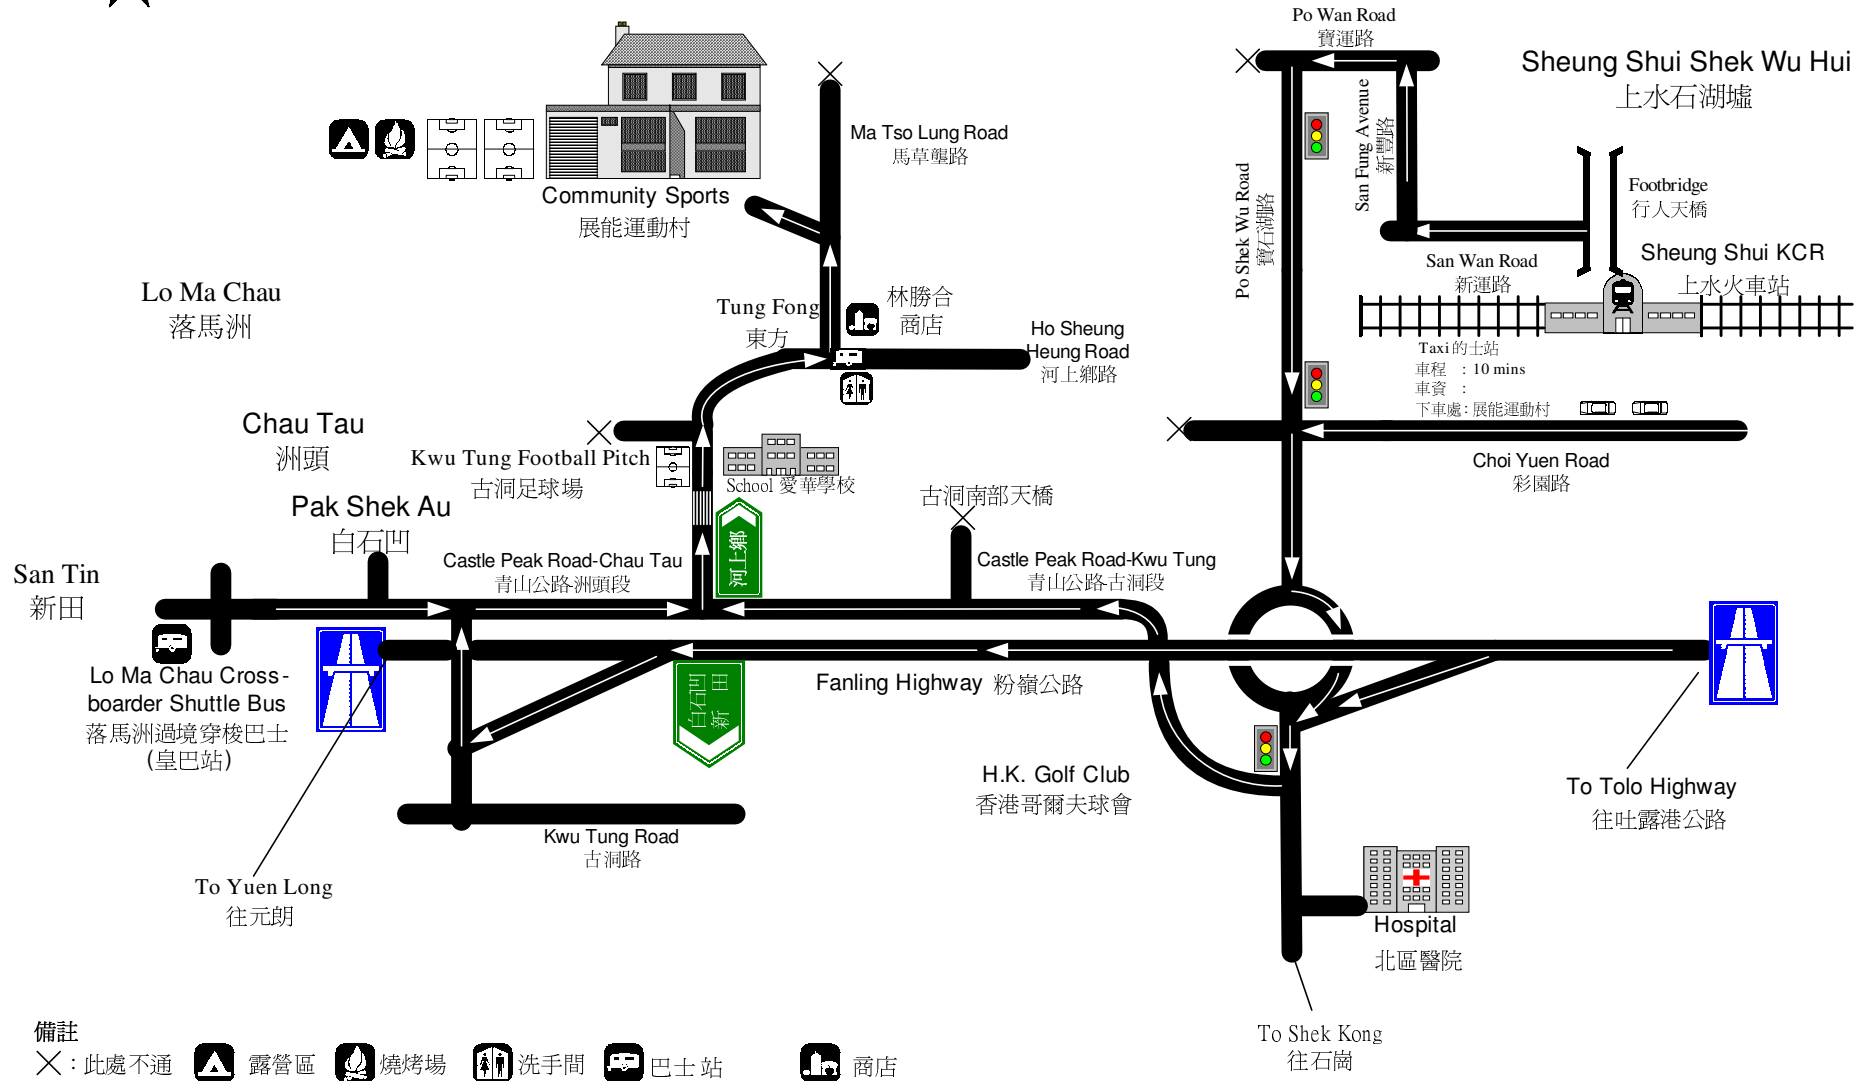 Po Wan Road
寶運路
Sheung Shui Shek Wu Hui
上水石湖墟
Ma Tso Lung Road
馬草壟路
San Fung Avenue
新豐路
Community Sports
展能運動村
Footbridge
行人天橋
Po Shek Wu Road
寶石湖路
San Wan Road
新運路
Sheung Shui KCR
上水火車站
Lo Ma Chau
落馬洲
Tung Fong
東方
林勝合
商店
Ho Sheung
Heung Road
河上鄉路
Taxi的士站
車程 : 10 mins
車資 :
下車處 : 展能運動村
Chau Tau
洲頭
Kwu Tung Football Pitch
古洞足球場
School 愛華學校
Choi Yuen Road
彩園路
Pak Shek Au
白石凹
古洞南部天橋
河上鄉
San Tin
新田
Castle Peak Road-Chau Tau
青山公路-洲頭段
Castle Peak Road-Kwu Tung
青山公路-古洞段
Lo Ma Chau Cross-
boarder Shuttle Bus
落馬洲過境穿梭巴士
(皇巴站)
白石凹
新田
Fanling Highway 粉嶺公路
H.K. Golf Club
香港哥爾夫球會
To Tolo Highway
往吐露港公路
Kwu Tung Road
古洞路
To Yuen Long
往元朗
Hospital
北區醫院
To Shek Kong
往石崗
備註
╳ : 此處不通 露營區 燒烤場 洗手間 巴士站 商店